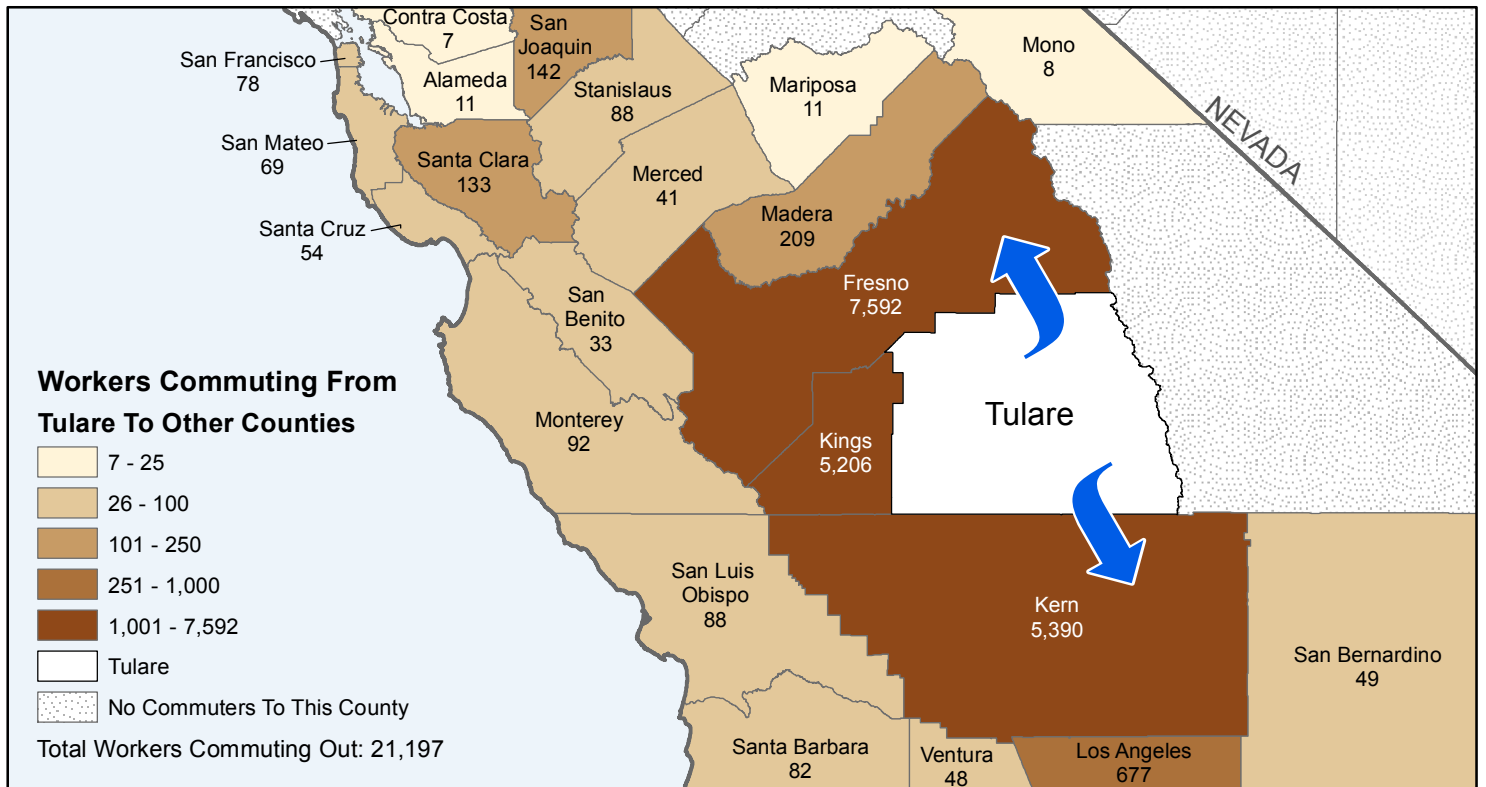 Contra Costa
7
San
Joaquin
142
Mono
8
San Francisco
78
Alameda
11
Stanislaus
88
Mariposa
11
NEVADA
San Mateo
69
Santa Clara
133
Merced
41
Santa Cruz
54
Madera
209
Fresno
7,592
San
Benito
33
Workers Commuting From
Tulare To Other Counties
7 - 25
26 - 100
101 - 250
251 - 1,000
1,001 - 7,592
Tulare
No Commuters To This County
Total Workers Commuting Out: 21,197
Monterey
92
Kings
5,206
Tulare
San Luis
Obispo
88
Kern
5,390
San Bernardino
49
Santa Barbara
82
Ventura
48
Los Angeles
677